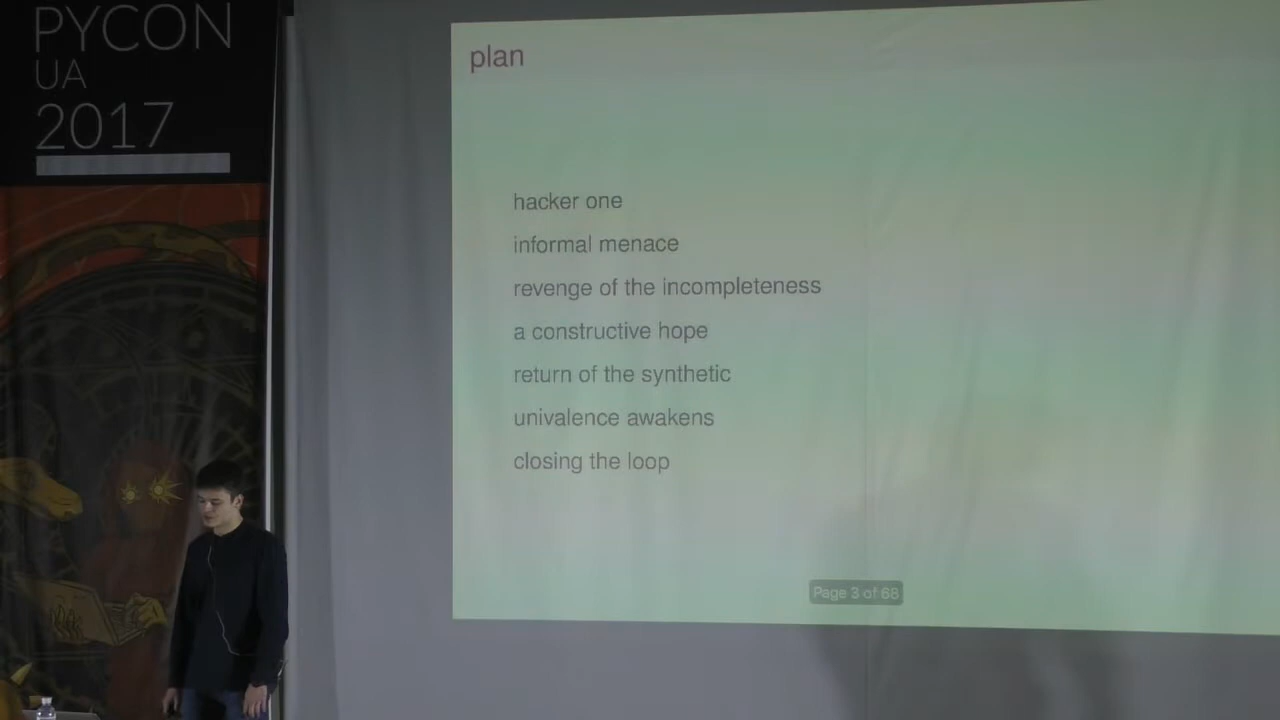 PYCON
UA
2017
plan
hacker one
informal menace
revenge of the incompleteness
a constructive hope
return of the synthetic
univalence awakens
closing the loop
Page 3 of 68